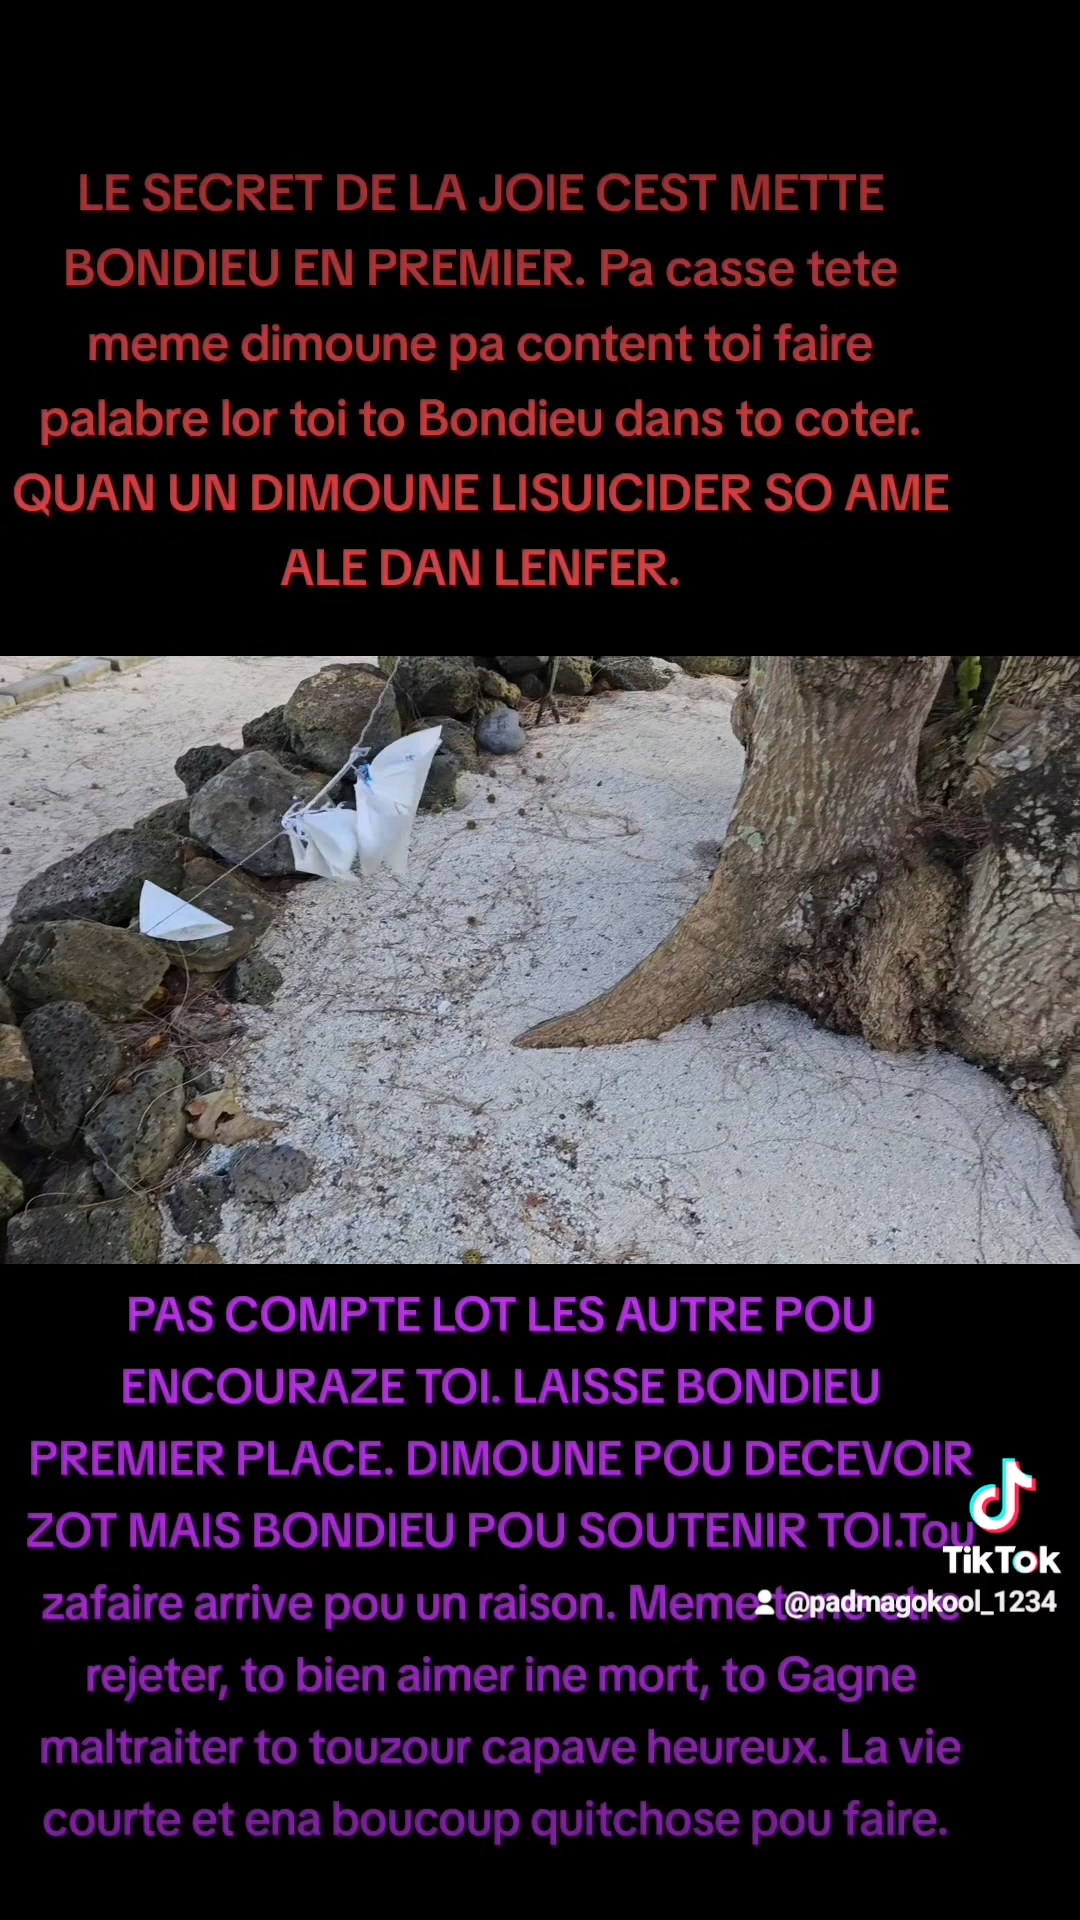 LE SECRET DE LA JOIE CEST METTE
BONDIEU EN PREMIER. Pa casse tete
meme dimoune pa content toi faire
palabre lor toi to Bondieu dans to coter.
QUAN UN DIMOUNE LISUICIDER SO AME
ALE DAN LENFER.
PAS COMPTE LOT LES AUTRE POU
ENCOURAZE TOI. LAISSE BONDIEU
PREMIER PLACE. DIMOUNE POU DECEVOIR
ZOT MAIS BONDIEU POU SOUTENIR TOI.Tou
TikTok
zafaire arrive pou un raison. Meme
@padmagokool_1234
rejeter, to bien aimer ine mort, to Gagne
maltraiter to touzour capave heureux. La vie
courte et ena boucoup quitchose pou faire.